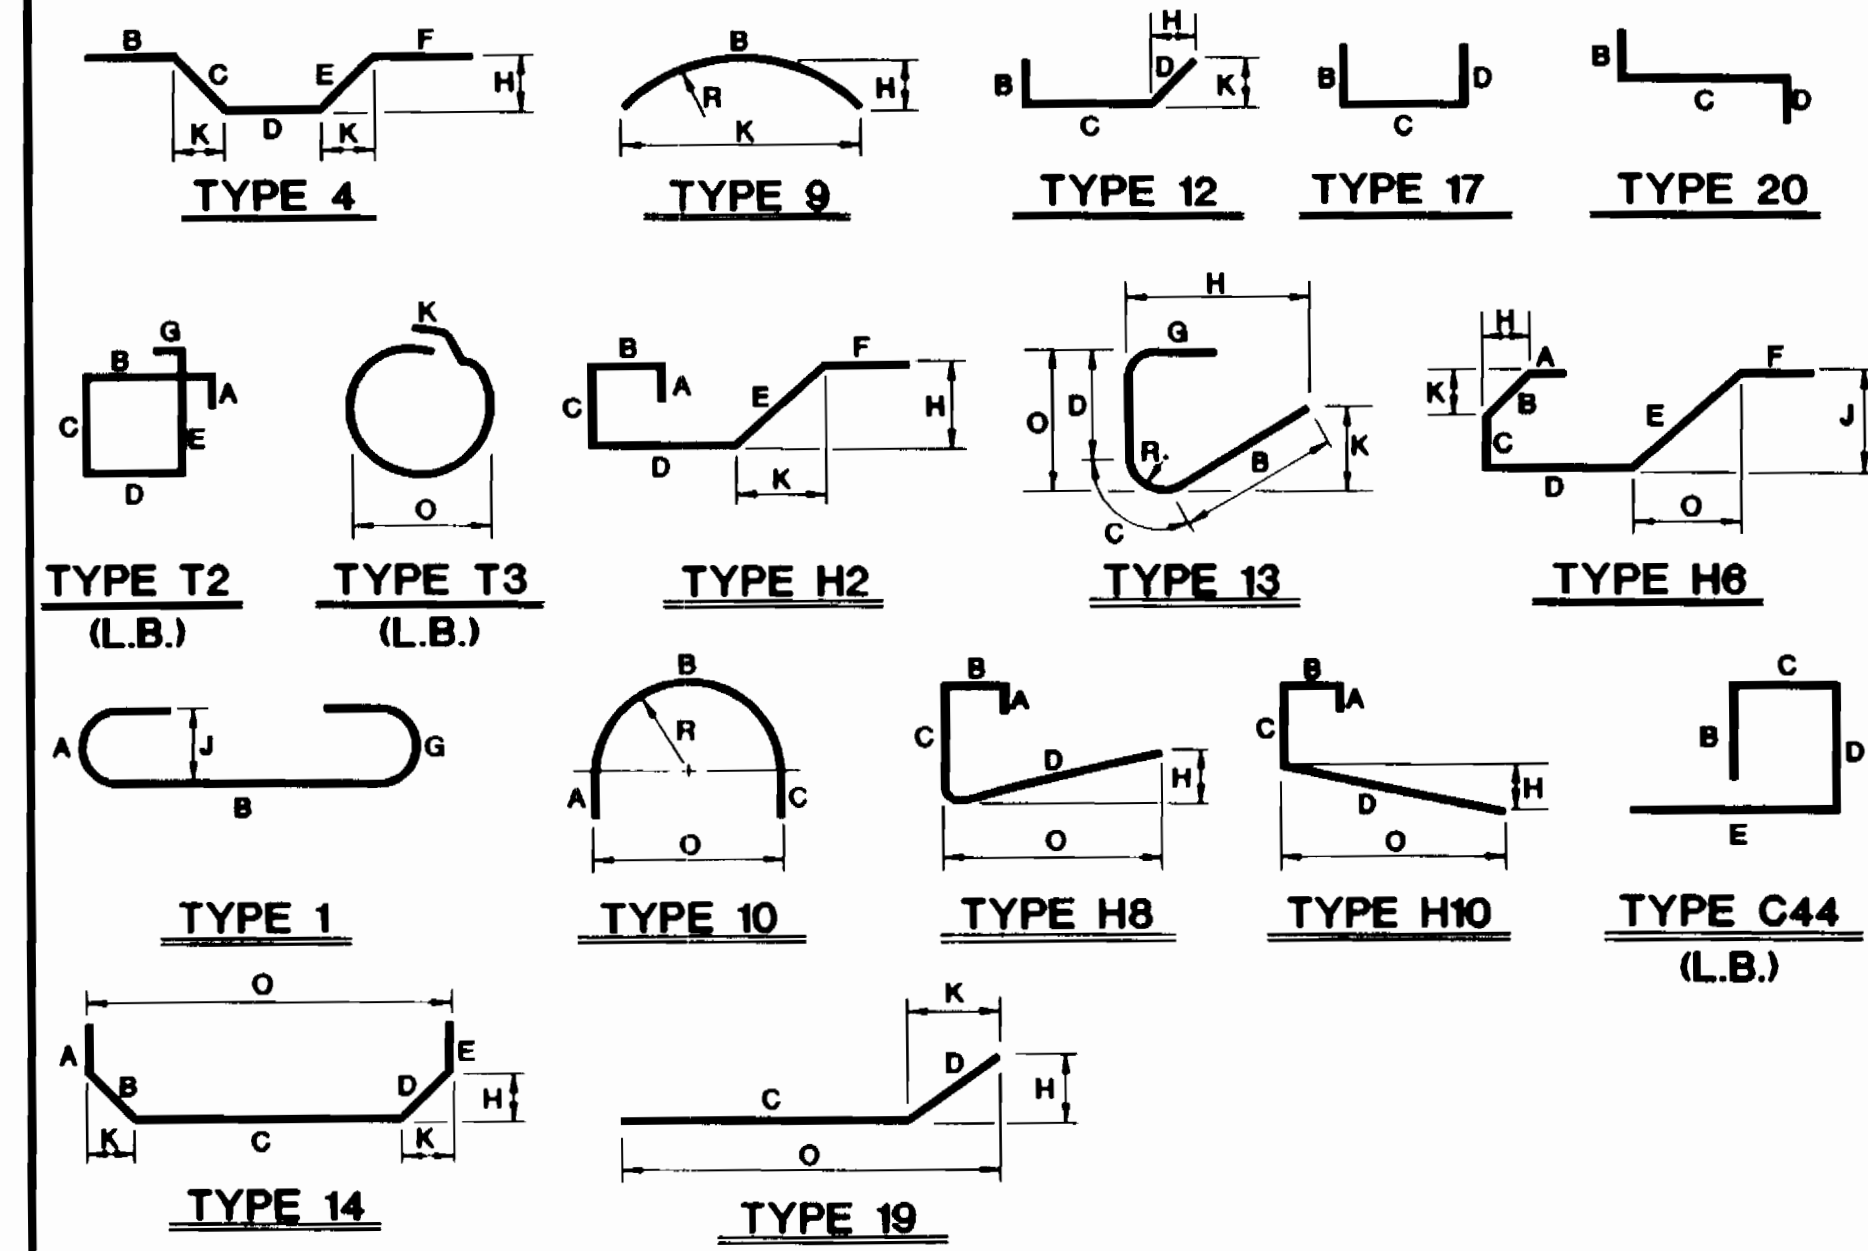 B C D E F H K K
TYPE 4
B R H K
TYPE 9
B C D H K
TYPE 12
B C D
TYPE 17
B C D
TYPE 20
G B A C E D
TYPE T2
(L.B.)
K O
TYPE T3
(L.B.)
B A C E F D H K
TYPE H2
H G O D R. B K C
TYPE 13
H A K B C E F J D O
TYPE H6
A J G B
TYPE 1
B R A C O
TYPE 10
B A C D H O
TYPE H8
B A C D H O
TYPE H10
C B D E
TYPE C44
(L.B.)
O A E B D H K C K
TYPE 14
K D C H O
TYPE 19